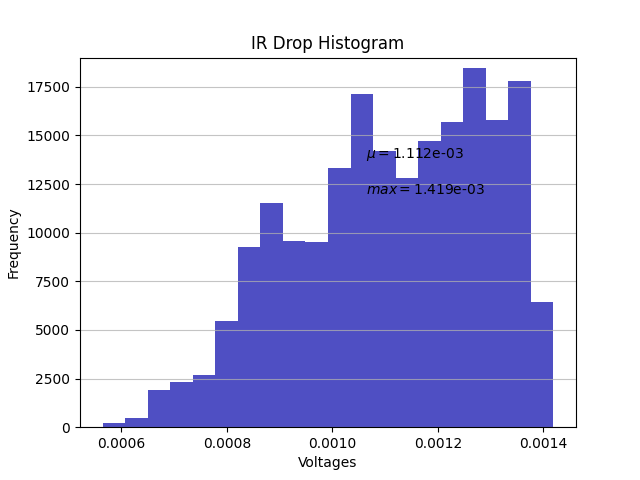 IR Drop Histogram
17500
15000
12500
10000
7500
5000
2500
0
Frequency
μ = 1.112e-03
max = 1.419e-03
0.0006 0.0008 0.0010 0.0012 0.0014
Voltages